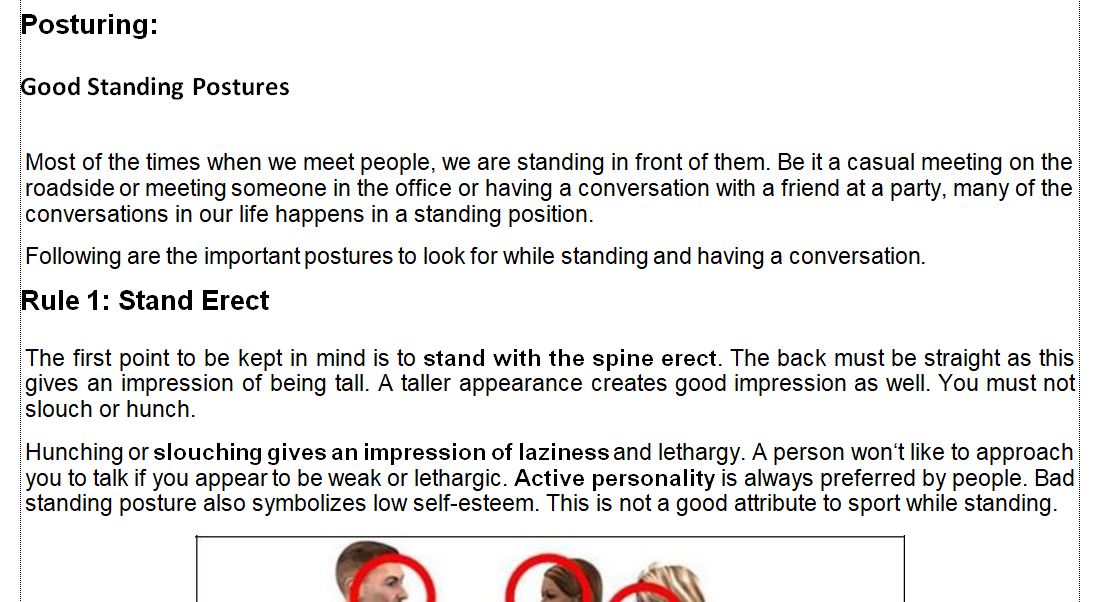 Posturing:
Good Standing Postures
Most of the times when we meet people, we are standing in front of them. Be it a casual meeting on the
roadside or meeting someone in the office or having a conversation with a friend at a party, many of the
conversations in our life happens in a standing position.
Following are the important postures to look for while standing and having a conversation.
Rule 1: Stand Erect
The first point to be kept in mind is to stand with the spine erect. The back must be straight as this
gives an impression of being tall. A taller appearance creates good impression as well. You must not
slouch or hunch.
Hunching or slouching gives an impression of laziness and lethargy. A person won‘t like to approach
you to talk if you appear to be weak or lethargic. Active personality is always preferred by people. Bad
standing posture also symbolizes low self-esteem. This is not a good attribute to sport while standing.